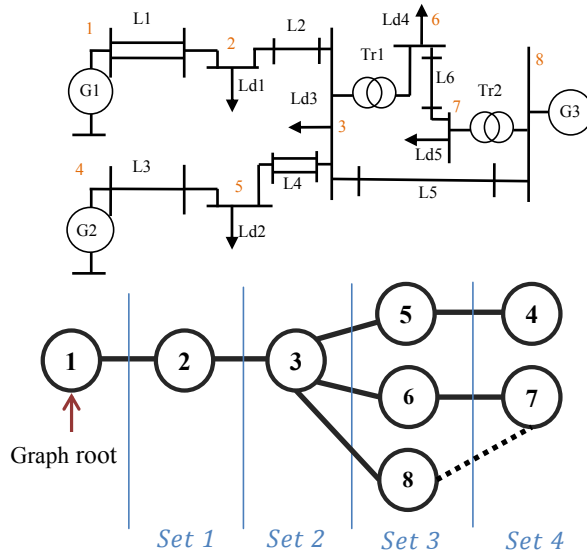 Ld4 6
1 L1 2 L2 8
Tr1 L6 Tr2
G1 Ld1 Ld3 7 G3
3 Ld5
4 L3 5 L4 L5
G2 Ld2
5 4
1 2 3 6 7
Graph root 8
Set 1 Set 2 Set 3 Set 4